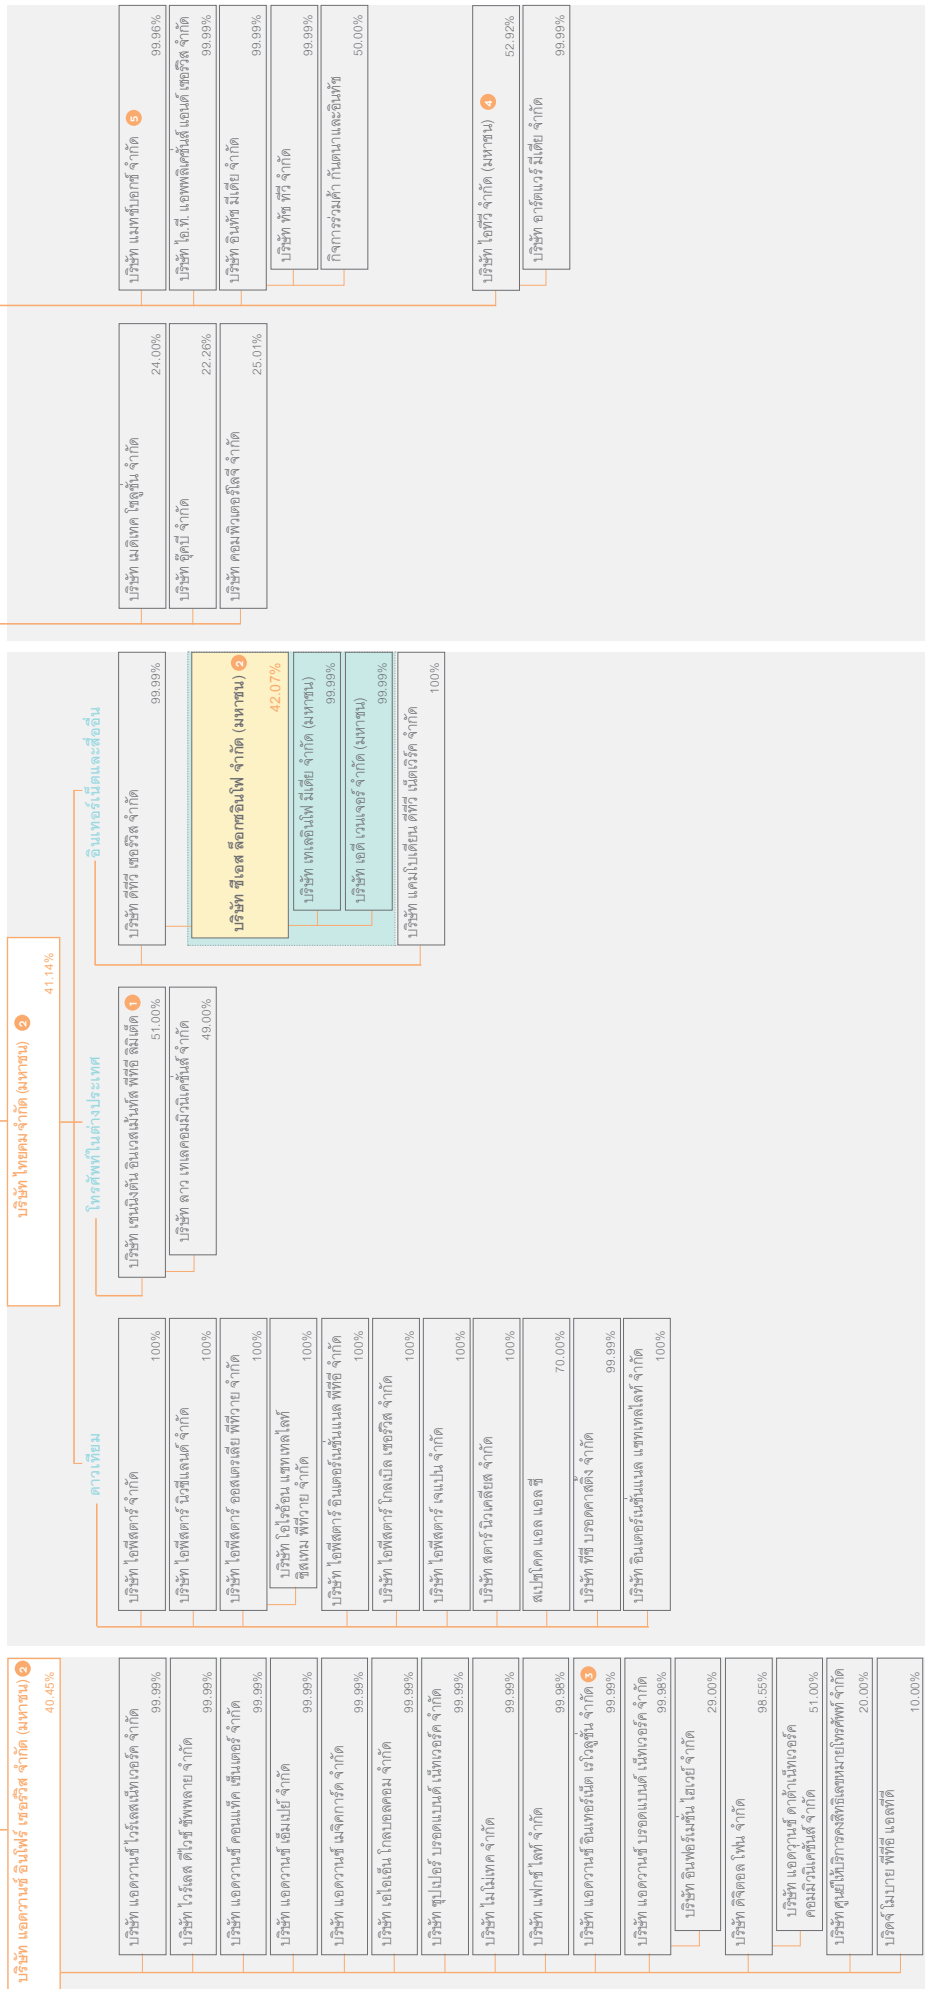 บริษัท แอดวานซ์ อินโฟร์ เซอร์วิส จำกัด (มหาชน) 2
40.45%
บริษัท แอดวานซ์ ไวร์เลสเน็ทเวอร์ค จำกัด
99.99%
บริษัท ไวร์เลส ดีไวซ์ ซัพพลาย จำกัด
99.99%
บริษัท แอดวานซ์ คอนแท็ค เซ็นเตอร์ จำกัด
99.99%
บริษัท แอดวานซ์ เอ็มเปย์ จำกัด
99.99%
บริษัท แอดวานซ์ เมจิคการ์ด จำกัด
99.99%
บริษัท เอไอเอ็น โกลบอลคอม จำกัด
99.99%
บริษัท ซุปเปอร์ บรอดแบนด์ เน็ทเวอร์ค จำกัด
99.99%
บริษัท ไมโม่เทค จำกัด
99.99%
บริษัท แฟกซ์ ไลท์ จำกัด
99.98%
บริษัท แอดวานซ์ อินเทอร์เน็ต เรโวลูชั่น จำกัด 3
99.99%
บริษัท แอดวานซ์ บรอดแบนด์ เน็ทเวอร์ค จำกัด
99.98%
บริษัท อินฟอร์เมชั่น ไฮเวย์ จำกัด
29.00%
บริษัท ดิจิตอล โฟน จำกัด
98.55%
บริษัท แอดวานซ์ ดาต้าเน็ทเวอร์ค
คอมมิวนิเคชั่นส์ จำกัด
51.00%
บริษัท ศูนย์ให้บริการคงสิทธิเลขหมายโทรศัพท์ จำกัด
20.00%
บริดจ์ โมบาย พีทีอี แอลทีดี
10.00%
บริษัท ไทยคม จำกัด (มหาชน) 2
41.14%
ดาวเทียม
บริษัท ไอพีสตาร์ จำกัด
100%
บริษัท ไอพีสตาร์ นิวซีแลนด์ จำกัด
100%
บริษัท ไอพีสตาร์ ออสเตรเลีย พีทีวาย จำกัด
100%
บริษัท โอไรอ้อน แซทเทลไลท์
ซิสเทม พีทีวาย จำกัด
100%
บริษัท ไอพีสตาร์ อินเตอร์เนชั่นแนล พีทีอี จำกัด
100%
บริษัท ไอพีสตาร์ โกลเบิล เซอร์วิส จำกัด
100%
บริษัท ไอพีสตาร์ เจแปน จำกัด
100%
บริษัท สตาร์ นิวเคลียส จำกัด
100%
สเปซโคด แอล แอล ซี
70.00%
บริษัท ทีซี บรอดคาสติ้ง จำกัด
99.99%
บริษัท อินเตอร์เนชั่นแนล แซทเทลไลท์ จำกัด
100%
โทรศัพท์ในต่างประเทศ
บริษัท เชนนิงตัน อินเวสเม้นท์ส พีทีอี ลิมิเต็ด 1
51.00%
บริษัท ลาว เทเลคอมมิวนิเคชั่นส์ จำกัด
49.00%
อินเทอร์เน็ตและสื่ออื่น
บริษัท ดีทีวี เซอร์วิส จำกัด
99.99%
บริษัท ซีเอส ล็อกซอินโฟ จำกัด (มหาชน) 2
42.07%
บริษัท เทเลอินโฟ มีเดีย จำกัด (มหาชน)
99.99%
บริษัท เอดี เวนเจอร์ จำกัด (มหาชน)
99.99%
บริษัท แคมโบเดียน ดีทีวี เน็ตเวิร์ค จำกัด
100%
บริษัท เมดิเทค โซลูชั่น จำกัด
24.00%
บริษัท อุ๊คบี จำกัด
22.26%
บริษัท คอมพิวเตอร์โลจี จำกัด
25.01%
บริษัท แมทช์บอกซ์ จำกัด 5
99.96%
บริษัท ไอ.ที. แอพพลิเคชั่นส์ แอนด์ เซอร์วิส จำกัด
99.99%
บริษัท อินทัช มีเดีย จำกัด
99.99%
บริษัท ทัช ทีวี จำกัด
99.99%
กิจการร่วมค้า กันตนาและอินทัช
50.00%
บริษัท ไอทีวี จำกัด (มหาชน) 4
52.92%
บริษัท อาร์ตแวร์ มีเดีย จำกัด
99.99%